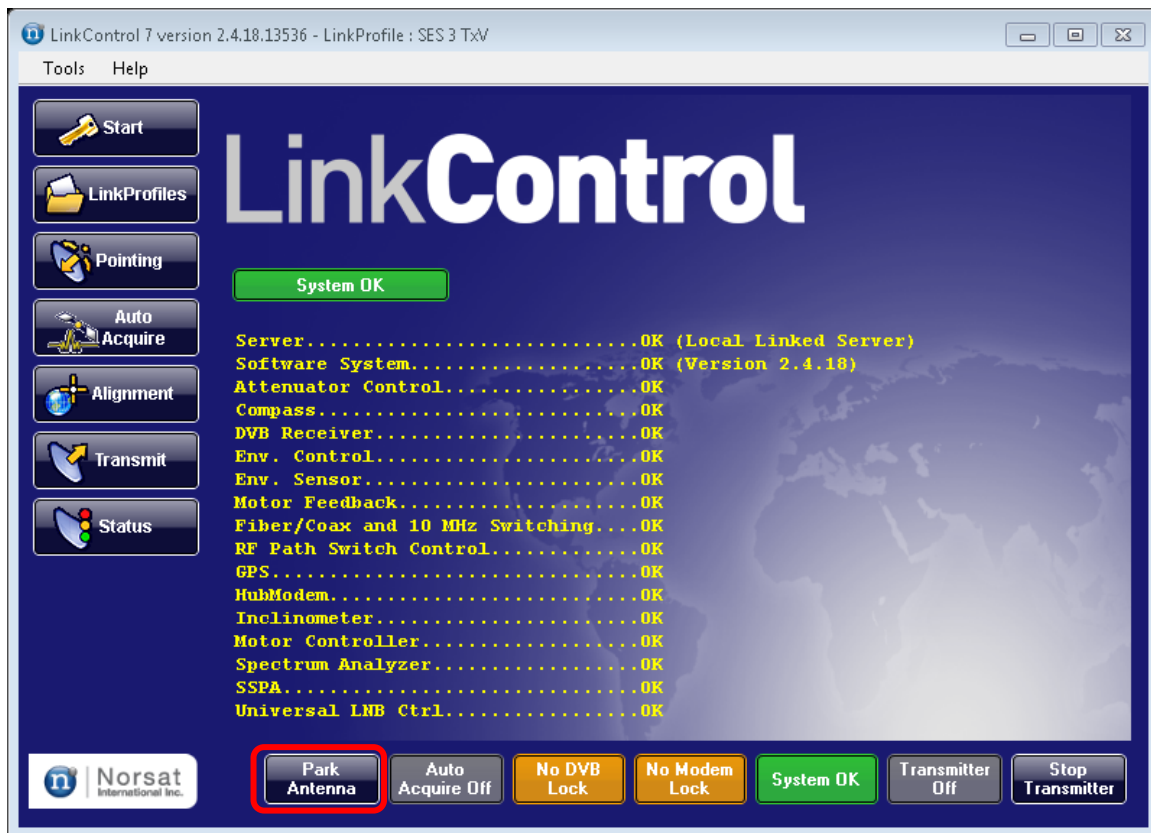 LinkControl 7 version 2.4.18.13536 - LinkProfile : SES 3 TxV
Tools Help
Start
LinkProfiles
Pointing
Auto
Acquire
Alignment
Transmit
Status
LinkControl
System OK
Server.............................OK (Local Linked Server)
Software System....................OK (Version 2.4.18)
Attenuator Control.................OK
Compass............................OK
DVB Receiver.......................OK
Env. Control.......................OK
Env. Sensor........................OK
Motor Feedback.....................OK
Fiber/Coax and 10 MHz Switching....OK
RF Path Switch Control.............OK
GPS................................OK
HubModem...........................OK
Inclinometer.......................OK
Motor Controller...................OK
Spectrum Analyzer..................OK
SSPA...............................OK
Universal LNB Ctrl.................OK
n Norsat
International Inc.
Park
Antenna
Auto
Acquire Off
No DVB
Lock
No Modem
Lock
System OK
Transmitter
Off
Stop
Transmitter